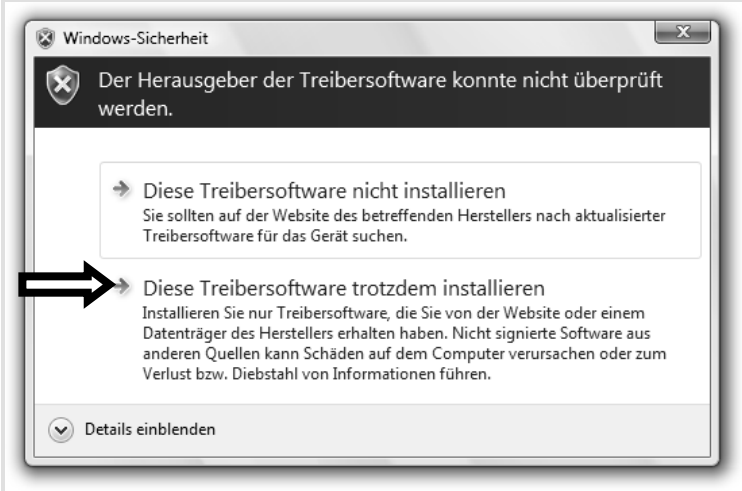 Windows-Sicherheit
X
Der Herausgeber der Treibersoftware konnte nicht überprüft
werden.
Diese Treibersoftware nicht installieren
Sie sollten auf der Website des betreffenden Herstellers nach aktualisierter
Treibersoftware für das Gerät suchen.
Diese Treibersoftware trotzdem installieren
Installieren Sie nur Treibersoftware, die Sie von der Website oder einem
Datenträger des Herstellers erhalten haben. Nicht signierte Software aus
anderen Quellen kann Schäden auf dem Computer verursachen oder zum
Verlust bzw. Diebstahl von Informationen führen.
Details einblenden